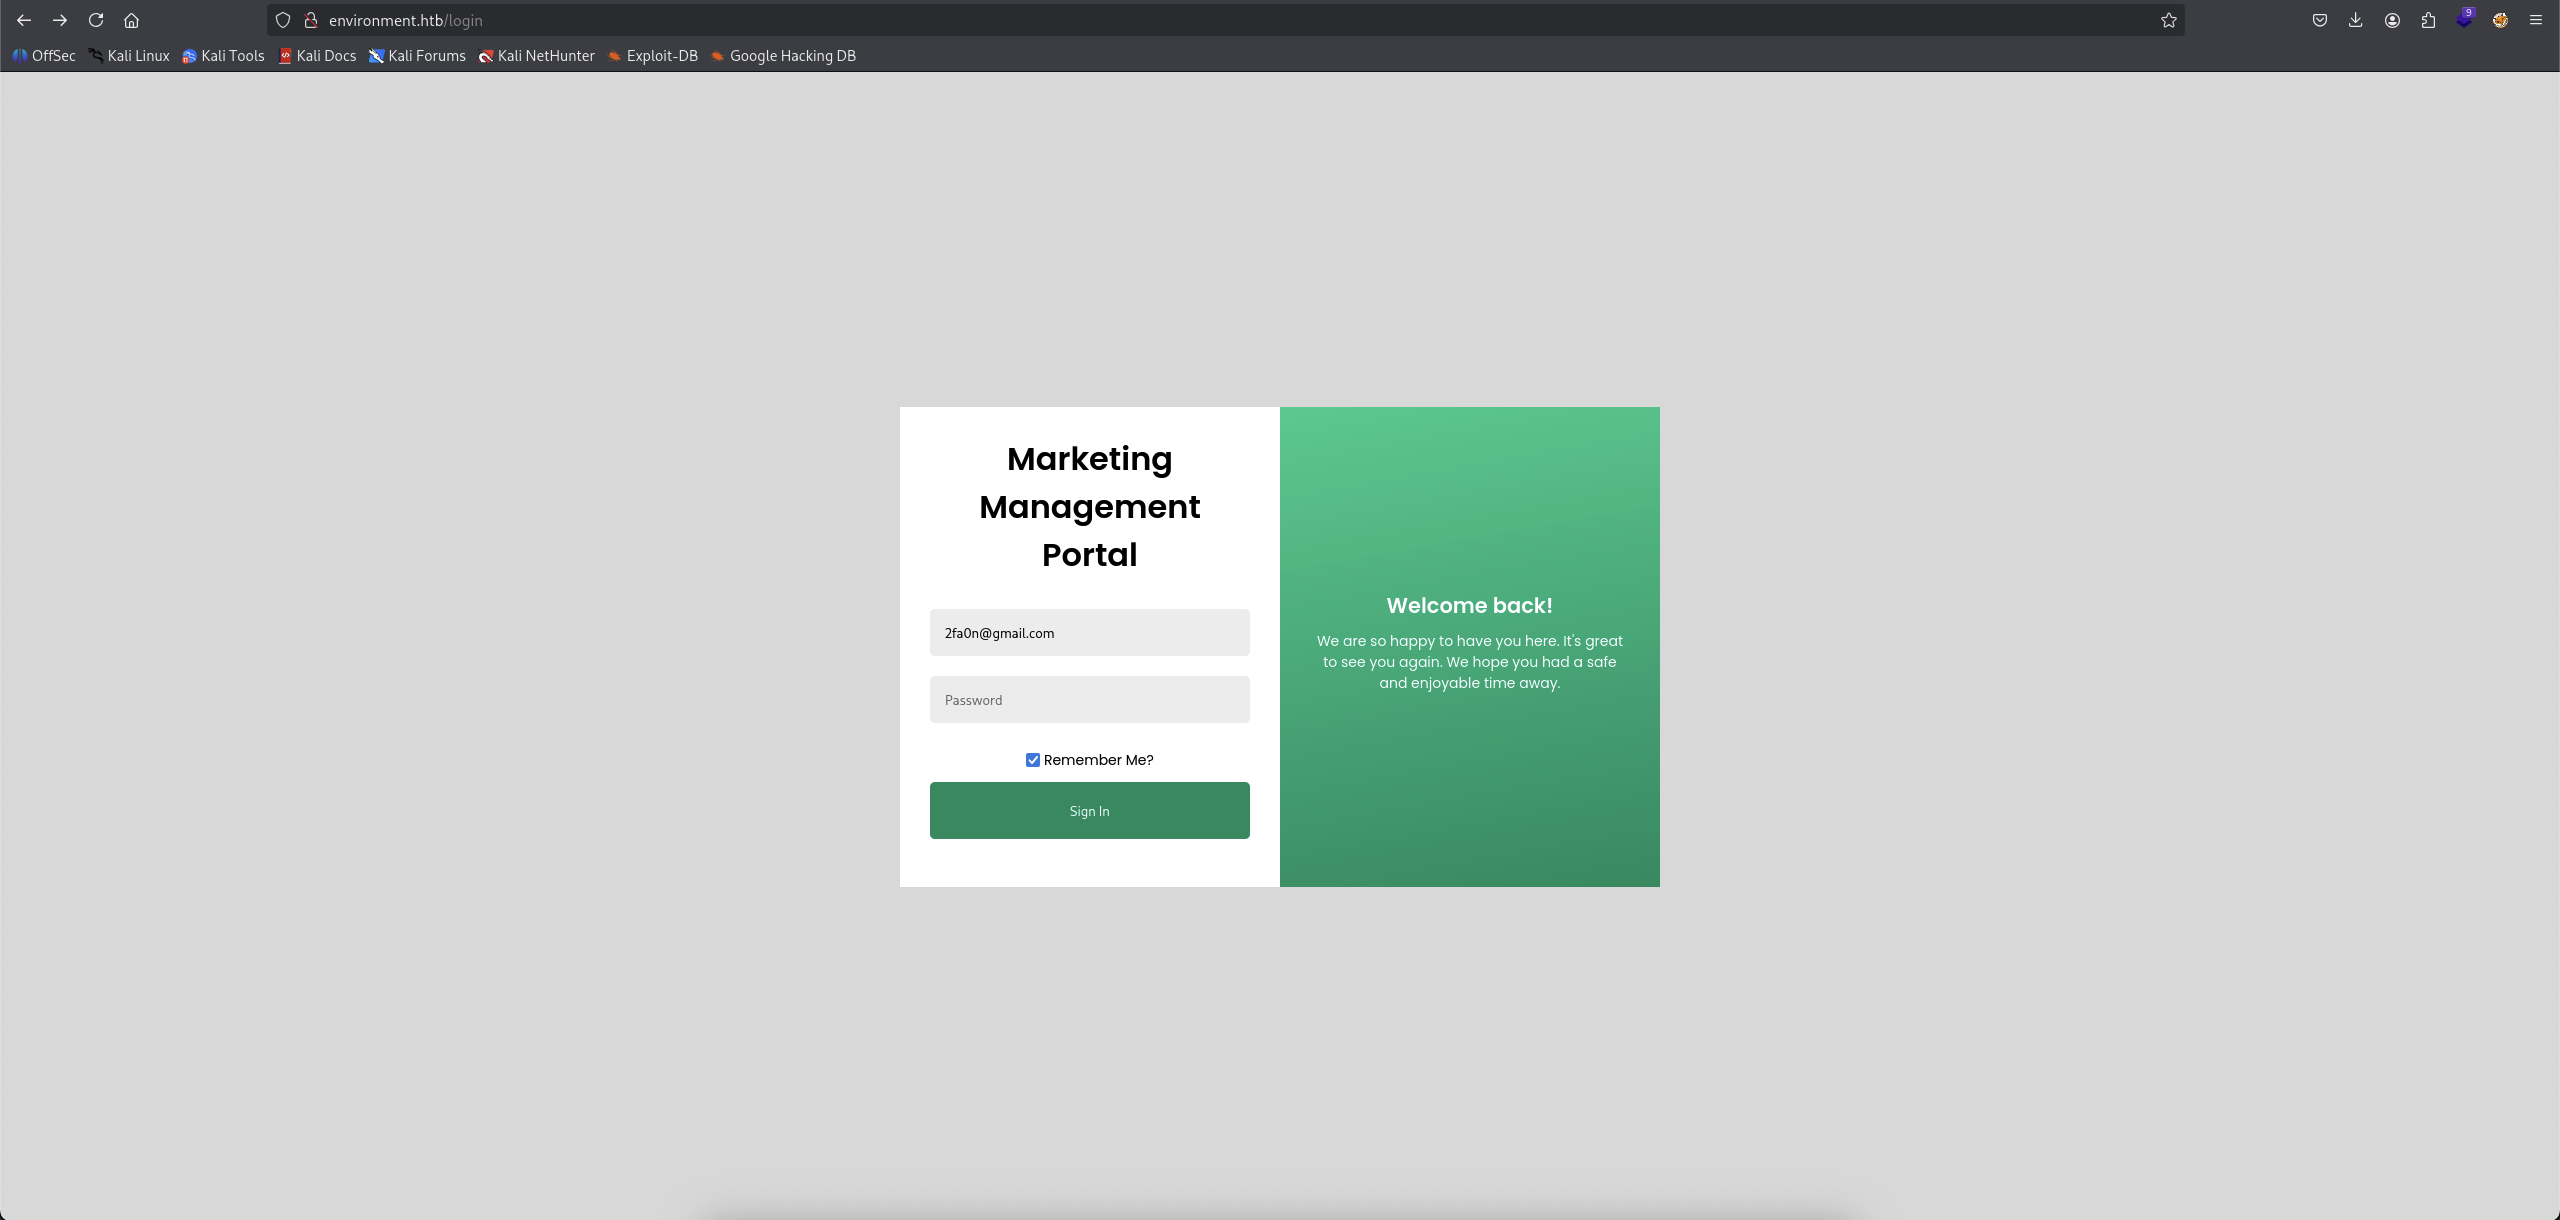 environment.htb/login
9
OffSec Kali Linux Kali Tools Kali Docs Kali Forums Kali NetHunter Exploit-DB Google Hacking DB
Marketing
Management
Portal
2fa0n@gmail.com
Password
Remember Me?
Sign In
Welcome back!
We are so happy to have you here. It's great
to see you again. We hope you had a safe
and enjoyable time away.